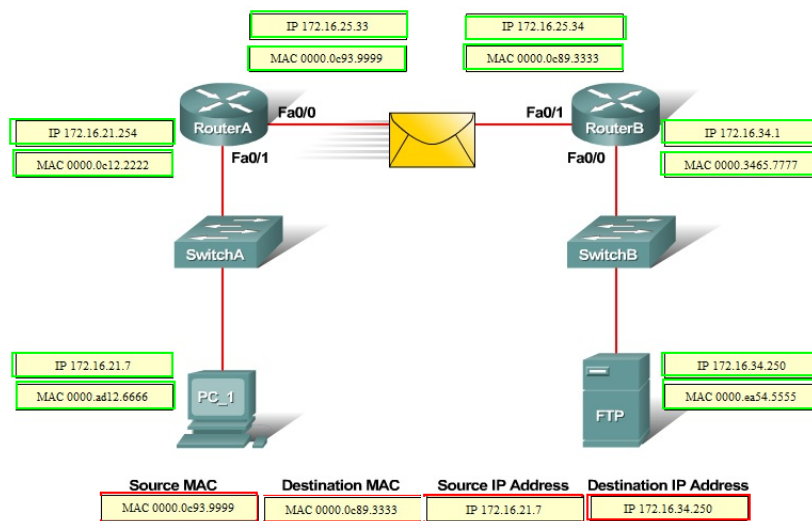 IP 172.16.25.33
IP 172.16.25.34
MAC 0000.0c93.9999
MAC 0000.0c89.3333
Fa0/0
Fa0/1
RouterA
RouterB
IP 172.16.21.254
IP 172.16.34.1
Fa0/1
Fa0/0
MAC 0000.0c12.2222
MAC 0000.3465.7777
SwitchA
SwitchB
IP 172.16.21.7
IP 172.16.34.250
MAC 0000.ad12.6666
MAC 0000.ea54.5555
PC_1
FTP
Source MAC Destination MAC Source IP Address Destination IP Address
MAC 0000.0c93.9999 MAC 0000.0c89.3333 IP 172.16.21.7 IP 172.16.34.250